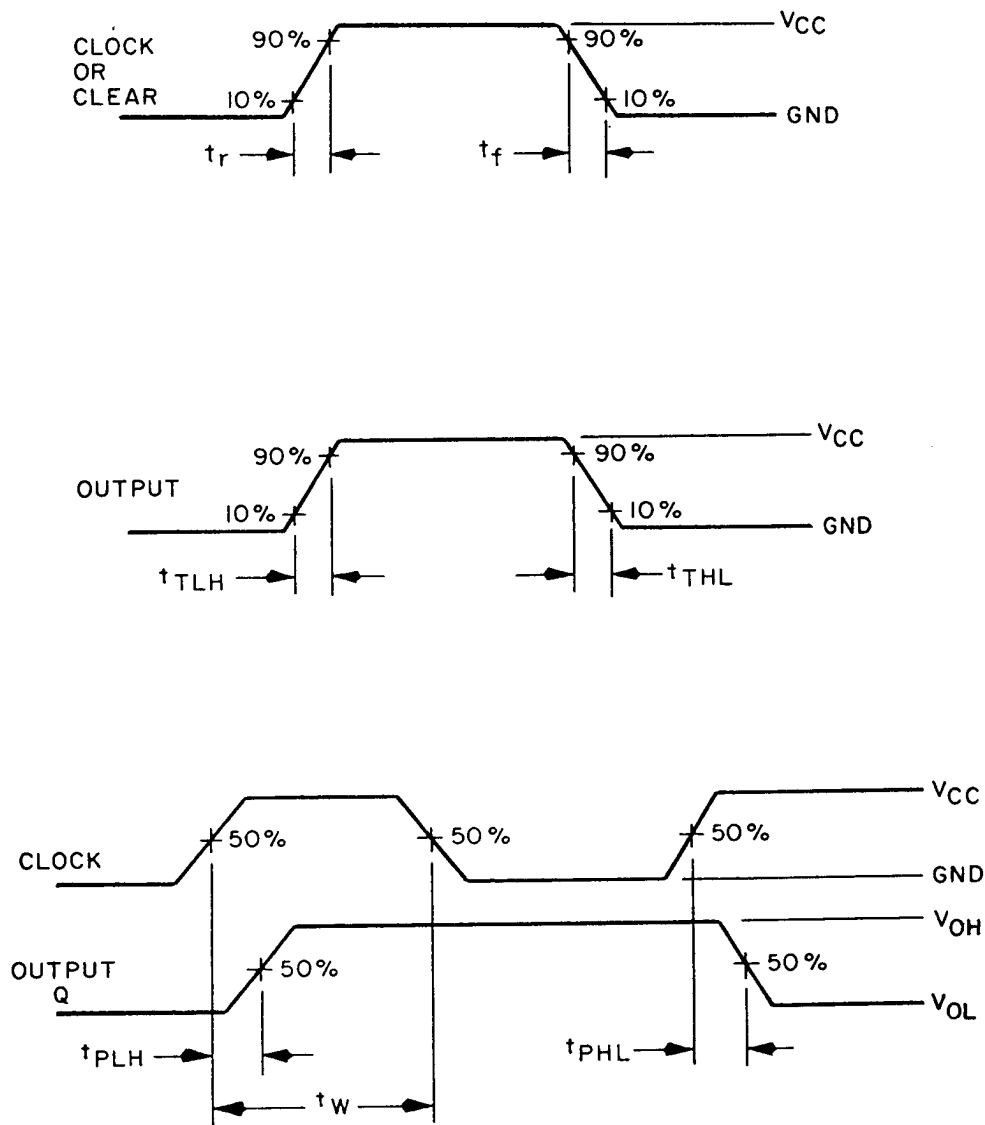 VCC
CLOCK
OR
CLEAR
90%
90%
10%
10%
GND
tr
tf
VCC
90%
90%
OUTPUT
10%
10%
GND
tTLH
tTHL
VCC
50%
50%
50%
CLOCK
GND
VOH
OUTPUT
Q
50%
50%
VOL
tPLH
tPHL
tW